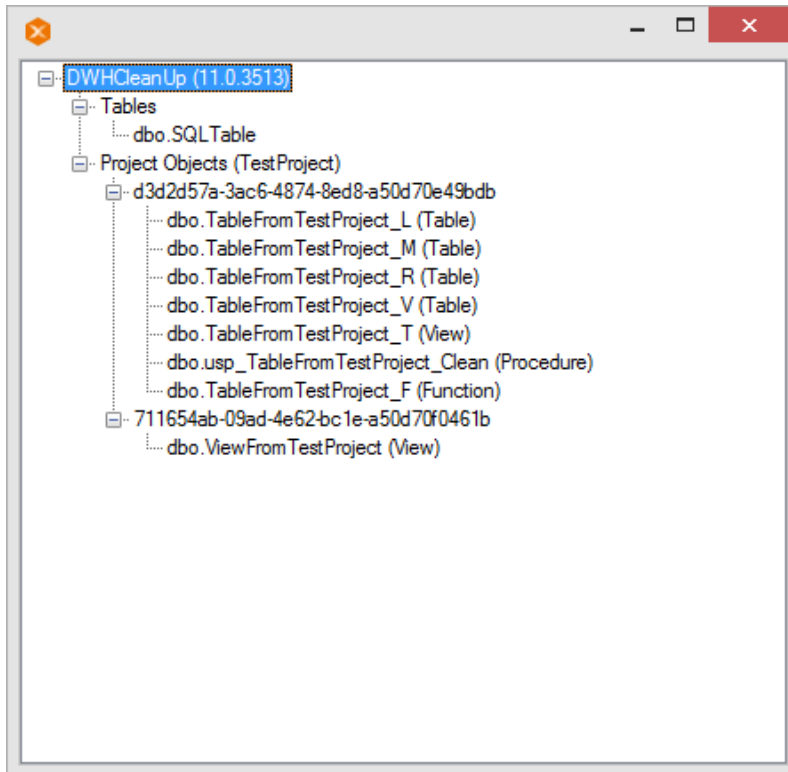 DWHCleanUp (11.0.3513)
Tables
dbo.SQLTable
Project Objects (TestProject)
d3d2d57a-3ac6-4874-8ed8-a50d70e49bdb
dbo.TableFromTestProject_L (Table)
dbo.TableFromTestProject_M (Table)
dbo.TableFromTestProject_R (Table)
dbo.TableFromTestProject_V (Table)
dbo.TableFromTestProject_T (View)
dbo.usp_TableFromTestProject_Clean (Procedure)
dbo.TableFromTestProject_F (Function)
711654ab-09ad-4e62-bc1e-a50d70f0461b
dbo.ViewFromTestProject (View)